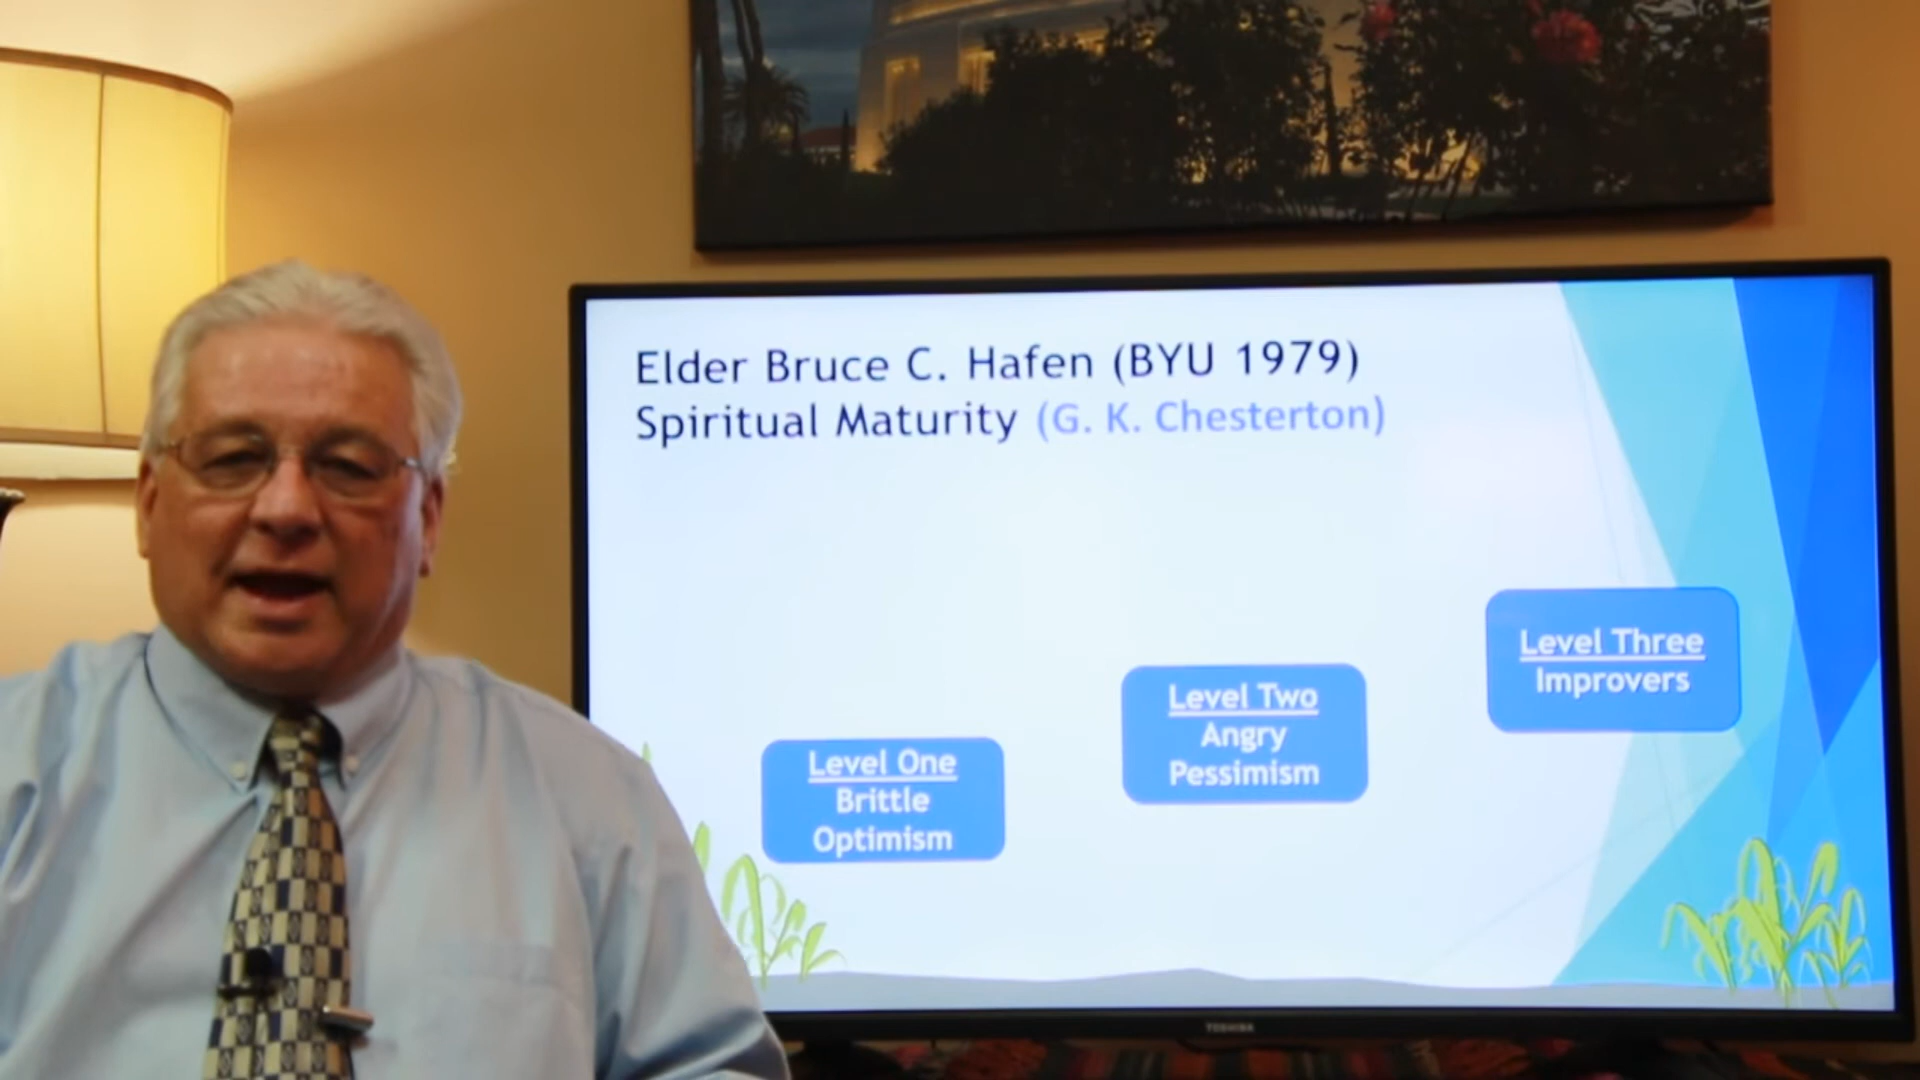 Elder Bruce C. Hafen (BYU 1979)
Spiritual Maturity (G. K. Chesterton)
Level Three
Improvers
Level Two
Angry
Pessimism
Level One
Brittle
Optimism
TOSHIBA